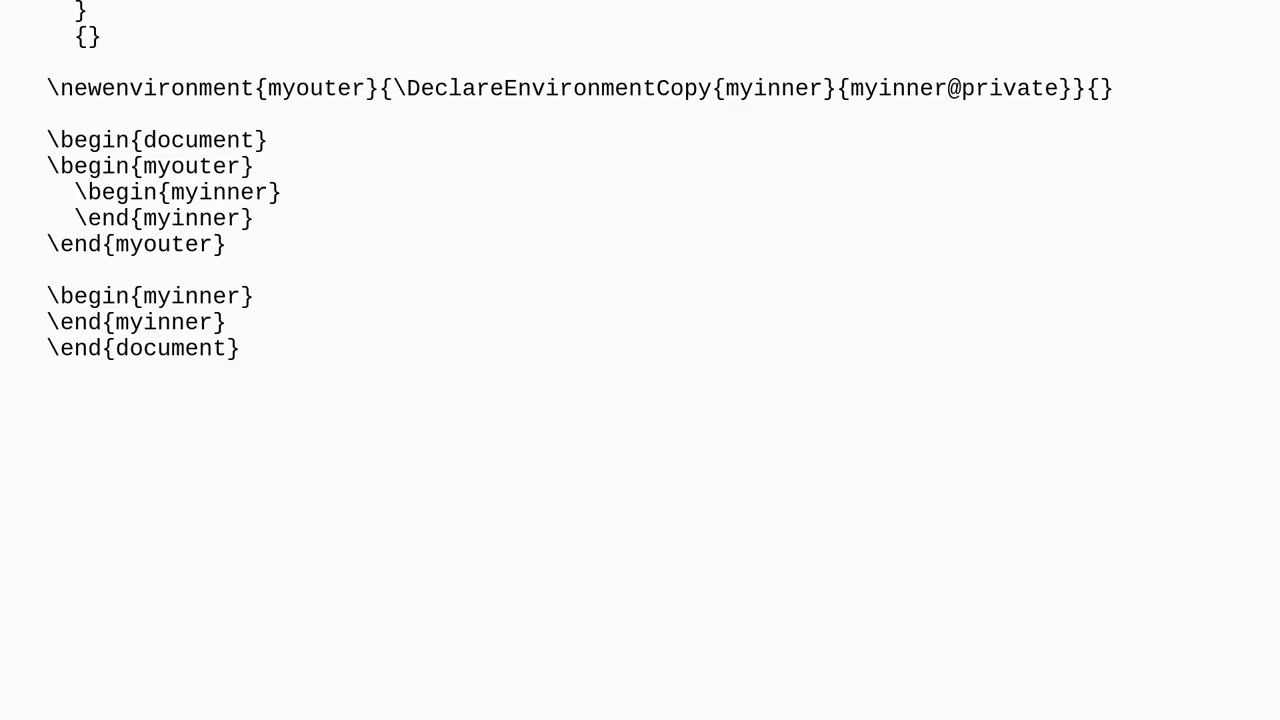 }
  {}

\newenvironment{myouter}{\DeclareEnvironmentCopy{myinner}{myinner@private}}{}

\begin{document}
\begin{myouter}
  \begin{myinner}
  \end{myinner}
\end{myouter}

\begin{myinner}
\end{myinner}
\end{document}